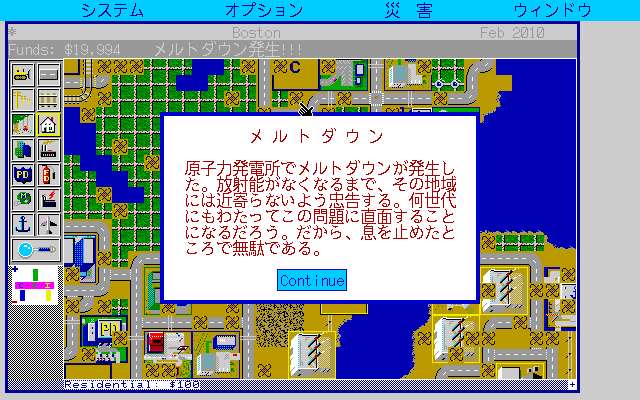 システム オプション 災 害 ウィンドウ
* Boston Feb 2010
Funds: $19,994 メルトダウン発生!!!
C
メ ル ト ダ ウ ン
原子力発電所でメルトダウンが発生し
た。放射能がなくなるまで、その地域
には近寄らないよう忠告する。何世代
にもわたってこの問題に直面すること
になるだろう。だから、息を止めたと
ころで無駄である。
Continue
PD
PD
Residential: $100